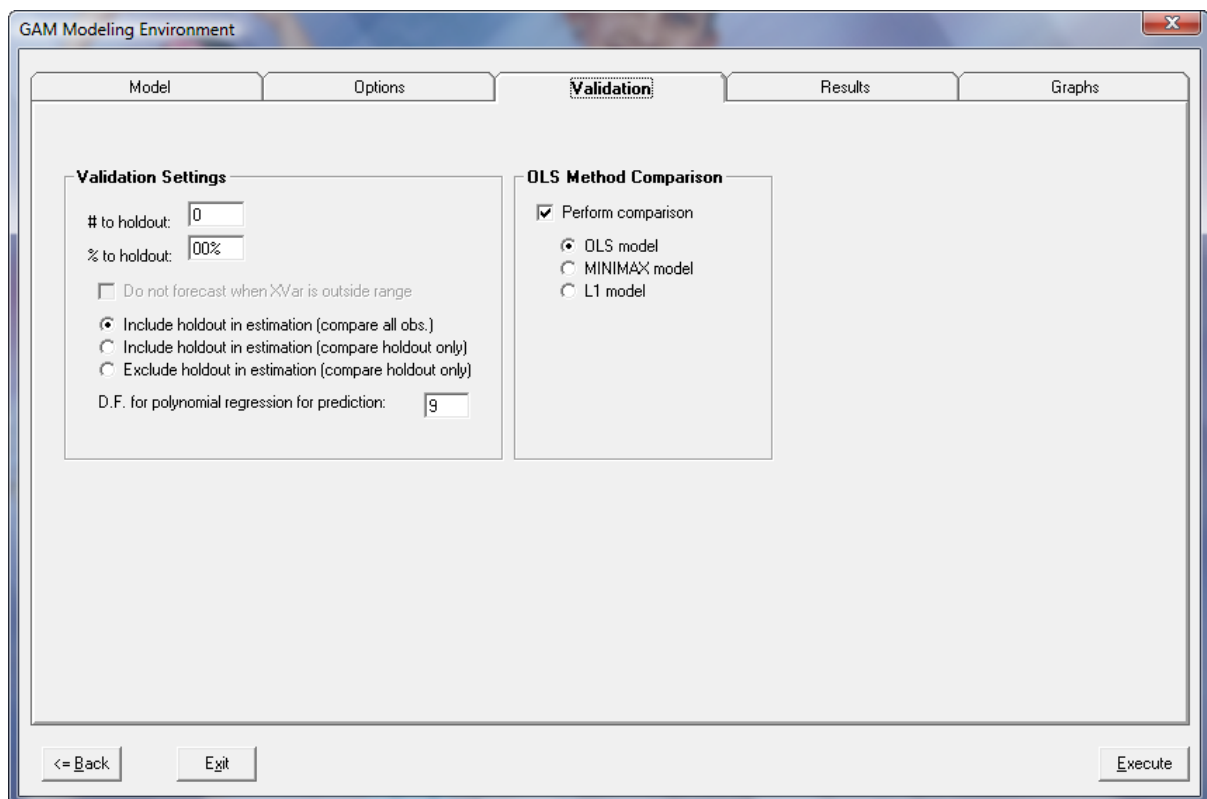 GAM Modeling Environment
Model Options Validation Results Graphs
Validation Settings
# to holdout: 0
% to holdout: 00%
Do not forecast when XVar is outside range
Include holdout in estimation (compare all obs.)
Include holdout in estimation (compare holdout only)
Exclude holdout in estimation (compare holdout only)
D.F. for polynomial regression for prediction: 9
OLS Method Comparison
Perform comparison
OLS model
MINIMAX model
L1 model
<= Back Exit Execute